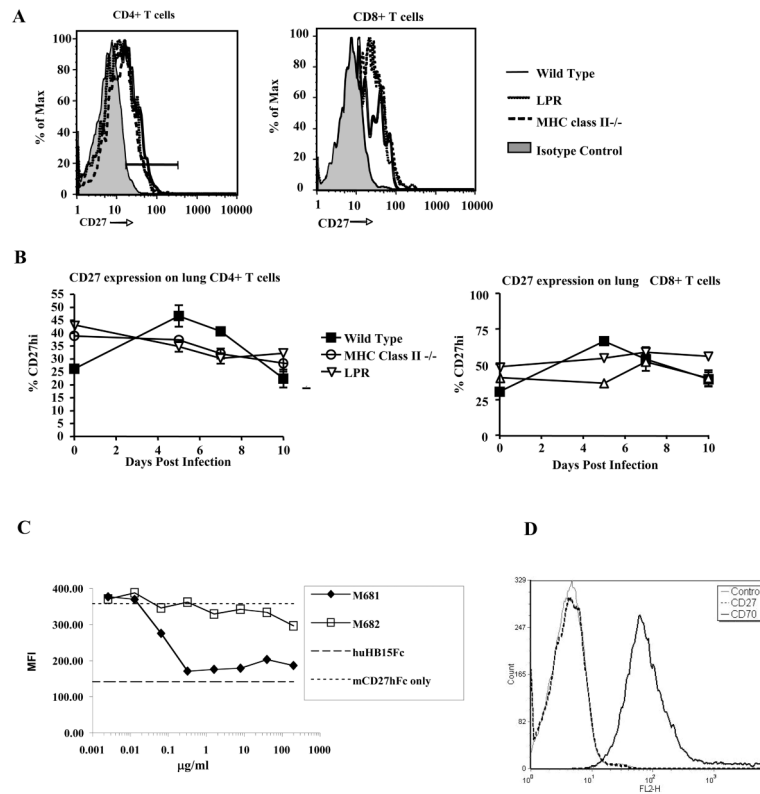 A
CD4+ T cells
CD8+ T cells
% of Max
100
80
60
40
20
0
1
10
100
1000
10000
CD27
% of Max
100
80
60
40
20
0
1
10
100
1000
10000
CD27
Wild Type
LPR
MHC class II-/-
Isotype Control
B
CD27 expression on lung CD4+ T cells
% CD27hi
55
50
45
40
35
30
25
20
15
10
5
0
0
2
4
6
8
10
Days Post Infection
Wild Type
MHC Class II -/-
LPR
CD27 expression on lung CD8+ T cells
% CD27hi
100
75
50
25
0
0
2
4
6
8
10
Days Post Infection
C
MFI
400.00
300.00
200.00
100.00
0.00
0.001
0.01
0.1
1
10
100
1000
µg/ml
M681
M682
huHB15Fc
mCD27hFc only
D
Count
329
247
165
82
0
10⁰
10¹
10²
10³
FL2-H
Control
CD27
CD70